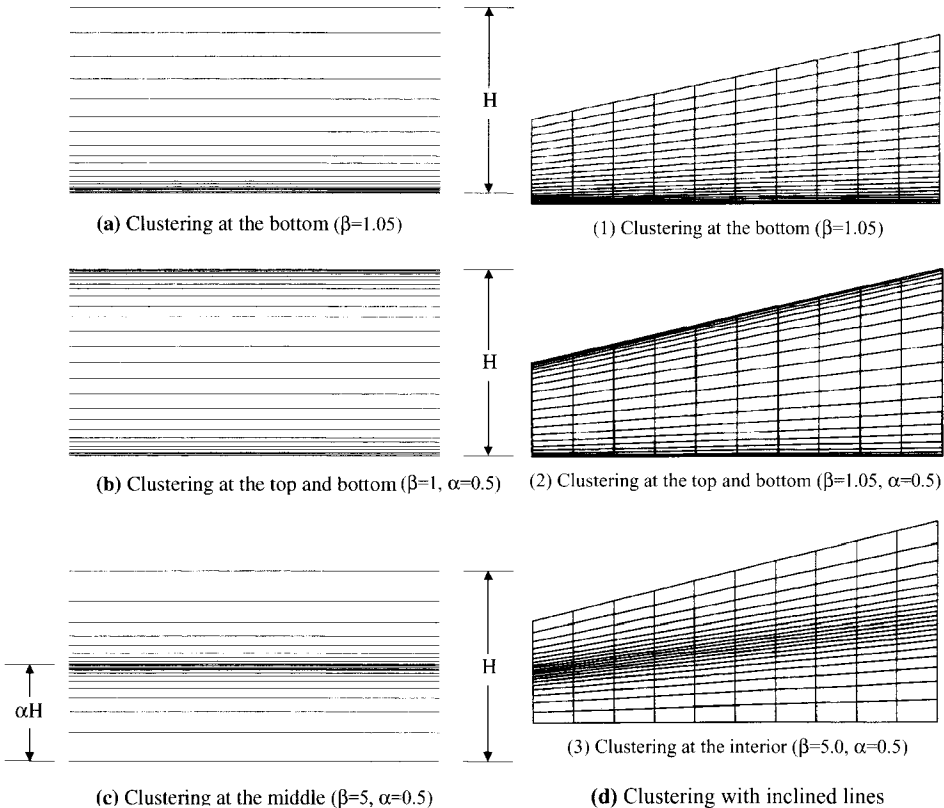 H
(a) Clustering at the bottom (β=1.05)
(1) Clustering at the bottom (β=1.05)
H
(b) Clustering at the top and bottom (β=1, α=0.5)
(2) Clustering at the top and bottom (β=1.05, α=0.5)
αH
H
(3) Clustering at the interior (β=5.0, α=0.5)
(c) Clustering at the middle (β=5, α=0.5)
(d) Clustering with inclined lines